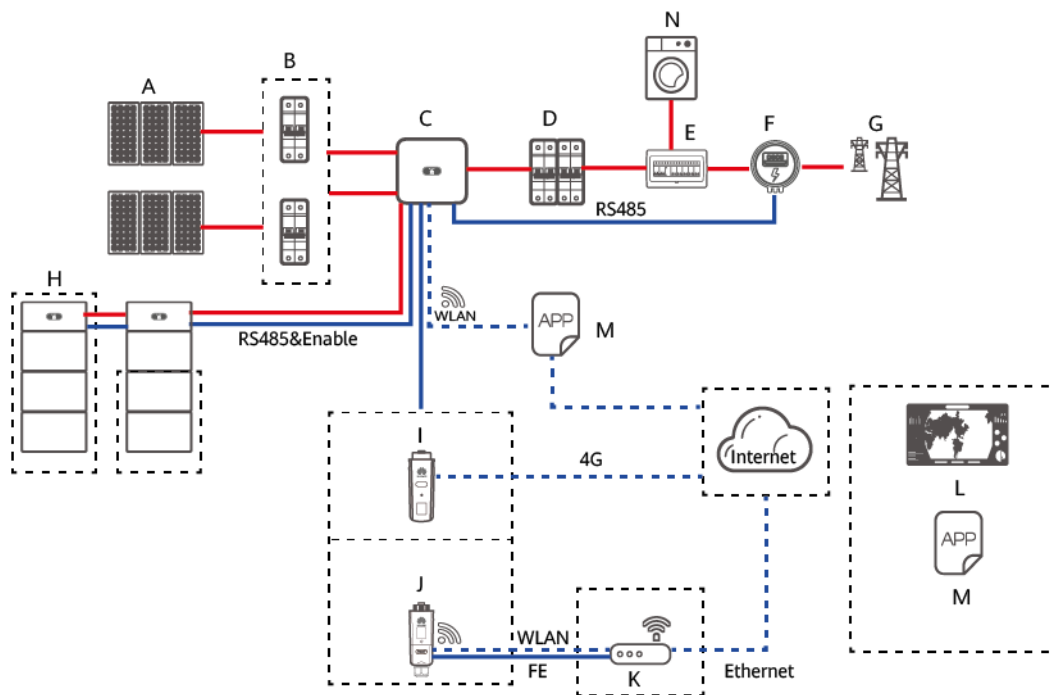 N
A
B
C
D
E
F
G
RS485
H
WLAN
APP
M
RS485&Enable
I
4G
Internet
L
APP
M
J
WLAN
FE
K
Ethernet